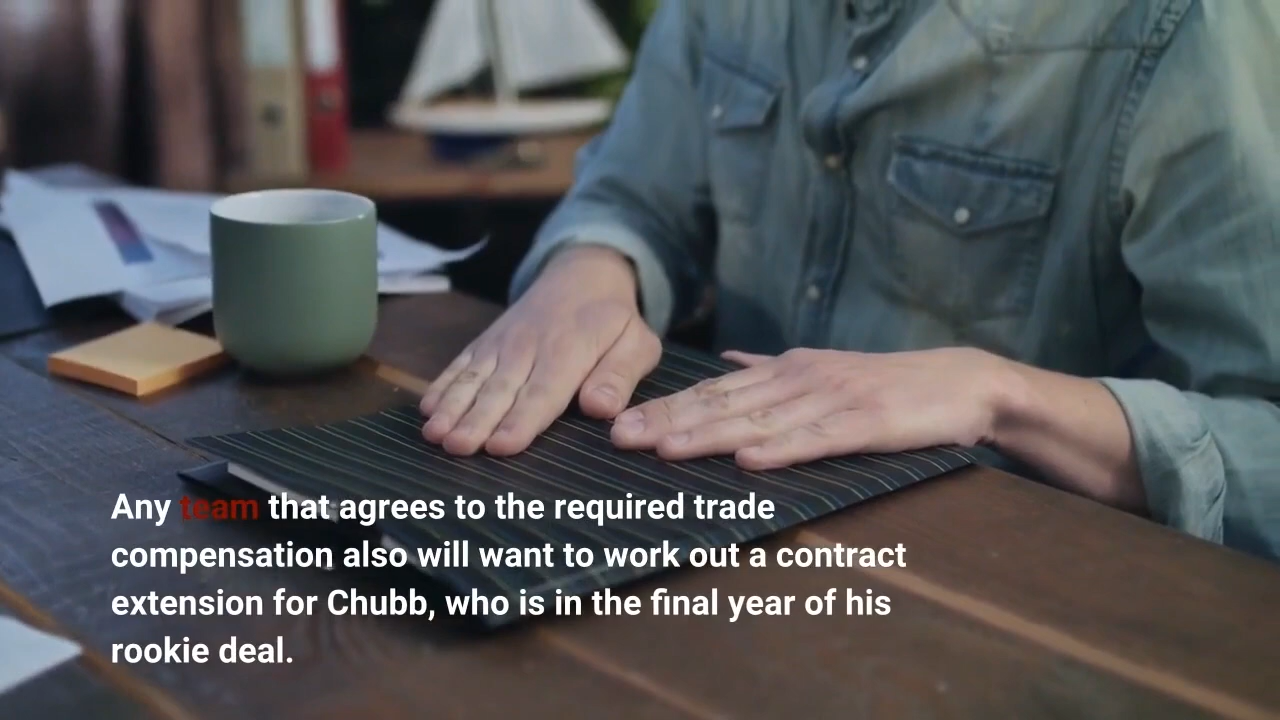 Any team that agrees to the required trade
compensation also will want to work out a contract
extension for Chubb, who is in the final year of his
rookie deal.